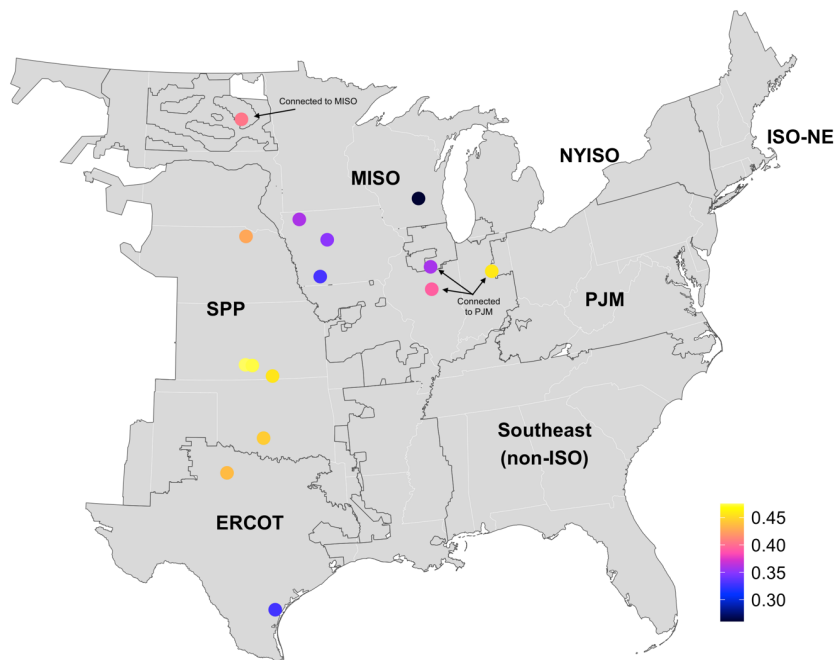 Connected to MISO
ISO-NE
NYISO
MISO
SPP
Connected
to PJM
PJM
Southeast
(non-ISO)
ERCOT
0.45
0.40
0.35
0.30